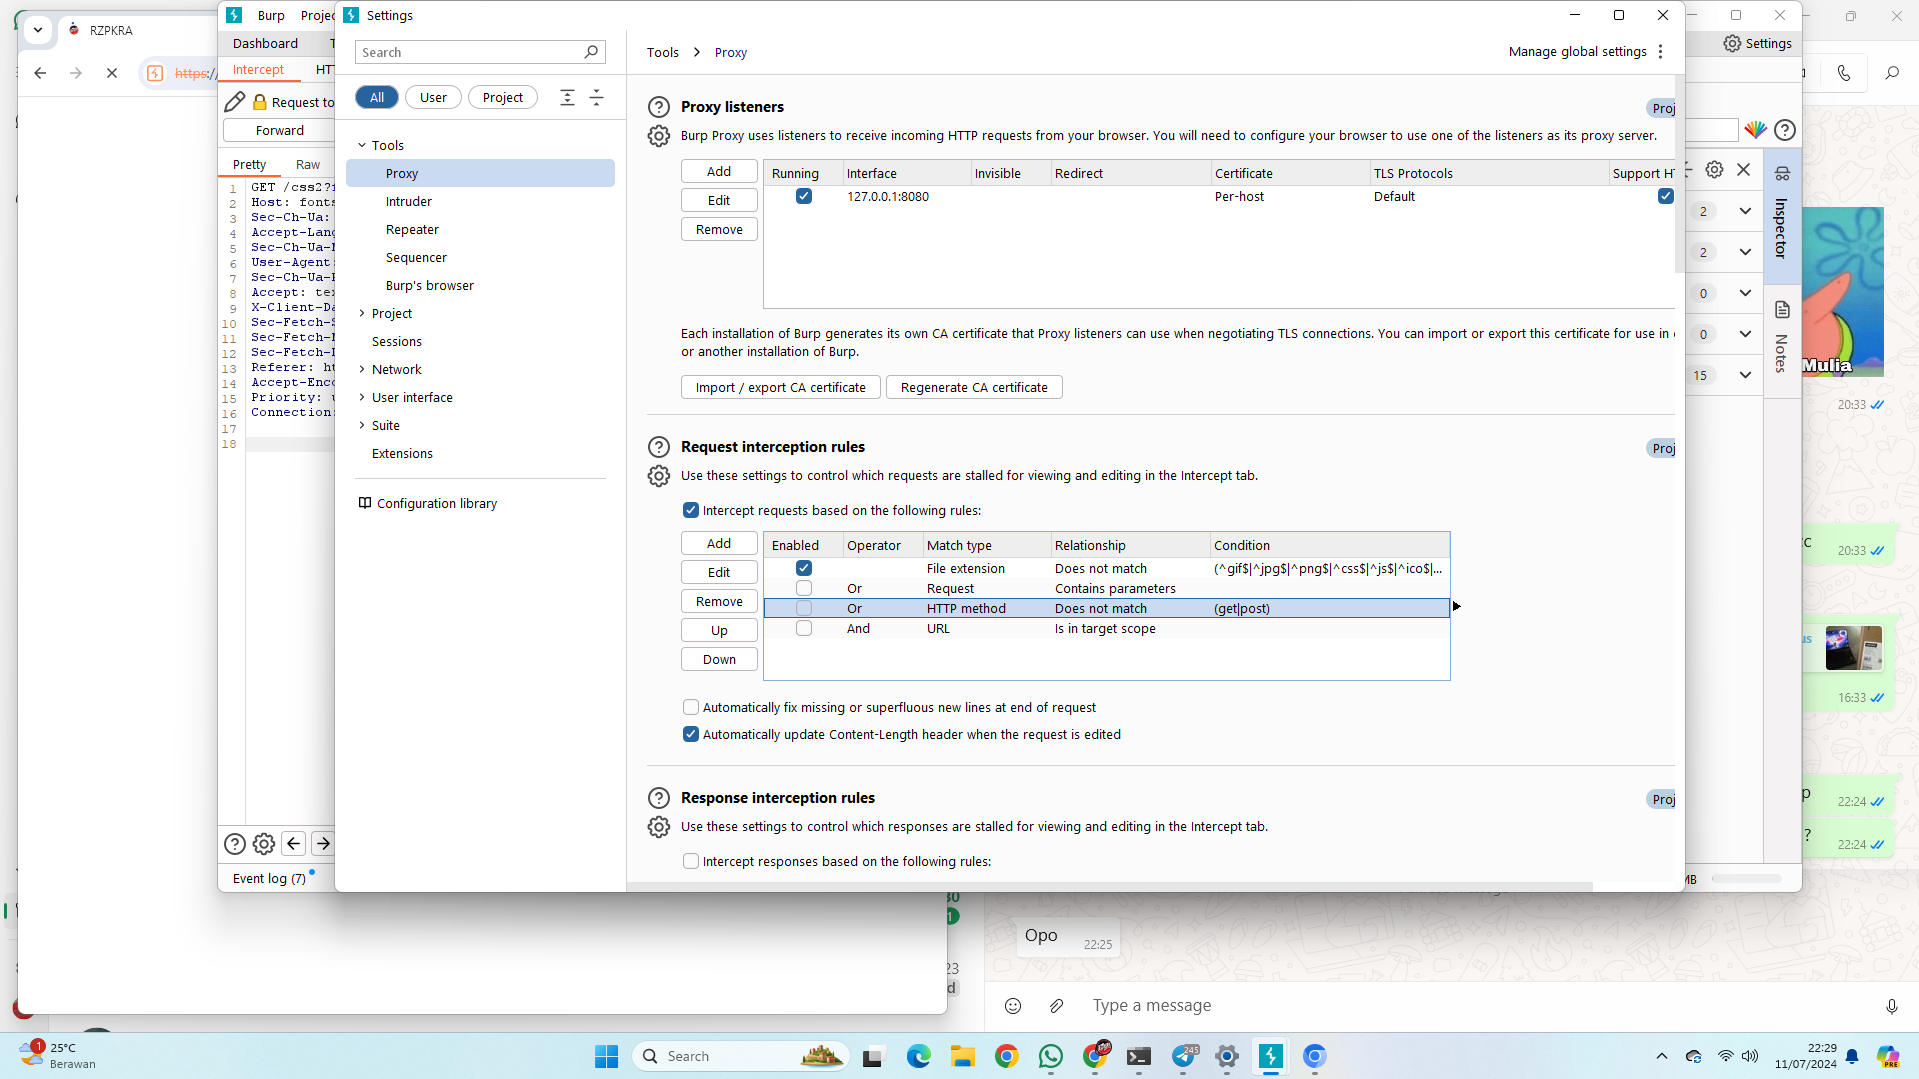 RZPKRA
https:/
Burp
Projec
Dashboard
Intercept
HT
Request to
Forward
Pretty
Raw
1 GET /css2?f
2 Host: fonts
3 Sec-Ch-Ua:
4 Accept-Lang
5 Sec-Ch-Ua-M
6 User-Agent:
7 Sec-Ch-Ua-
8 Accept: tex
9 X-Client-Da
10 Sec-Fetch-S
11 Sec-Fetch-M
12 Sec-Fetch-D
13 Referer: ht
14 Accept-Enco
15 Priority: u
16 Connection:
17
18
Event log (7)
Settings
Search
All
User
Project
Tools
Proxy
Intruder
Repeater
Sequencer
Burp's browser
Project
Sessions
Network
User interface
Suite
Extensions
Configuration library
Tools > Proxy
Manage global settings
Proxy listeners
Proj
Burp Proxy uses listeners to receive incoming HTTP requests from your browser. You will need to configure your browser to use one of the listeners as its proxy server.
Add
Edit
Remove
Running Interface Invisible Redirect Certificate TLS Protocols Support HT
127.0.0.1:8080 Per-host Default
Each installation of Burp generates its own CA certificate that Proxy listeners can use when negotiating TLS connections. You can import or export this certificate for use in
or another installation of Burp.
Import / export CA certificate
Regenerate CA certificate
Request interception rules
Proj
Use these settings to control which requests are stalled for viewing and editing in the Intercept tab.
Intercept requests based on the following rules:
Add
Edit
Remove
Up
Down
Enabled Operator Match type Relationship Condition
File extension Does not match (^gif$|^jpg$|^png$|^css$|^js$|^ico$|...
Or Request Contains parameters
Or HTTP method Does not match (get|post)
And URL Is in target scope
Automatically fix missing or superfluous new lines at end of request
Automatically update Content-Length header when the request is edited
Response interception rules
Proj
Use these settings to control which responses are stalled for viewing and editing in the Intercept tab.
Intercept responses based on the following rules:
Settings
2
2
0
0
15
Inspector
Notes
MB
Mulia
20:33
20:33
us
16:33
p
22:24
?
22:24
Opo
22:25
Type a message
1
25°C
Berawan
Search
245
22:29
11/07/2024
PRE